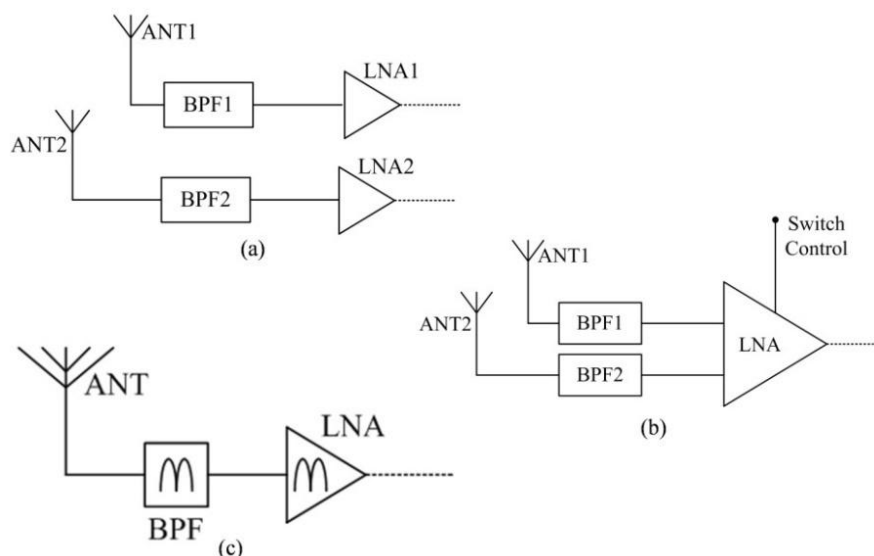 ANT1
LNA1
BPF1
ANT2
LNA2
BPF2
(a)
Switch
Control
ANT1
ANT2
BPF1
LNA
BPF2
(b)
ANT
LNA
BPF
(c)